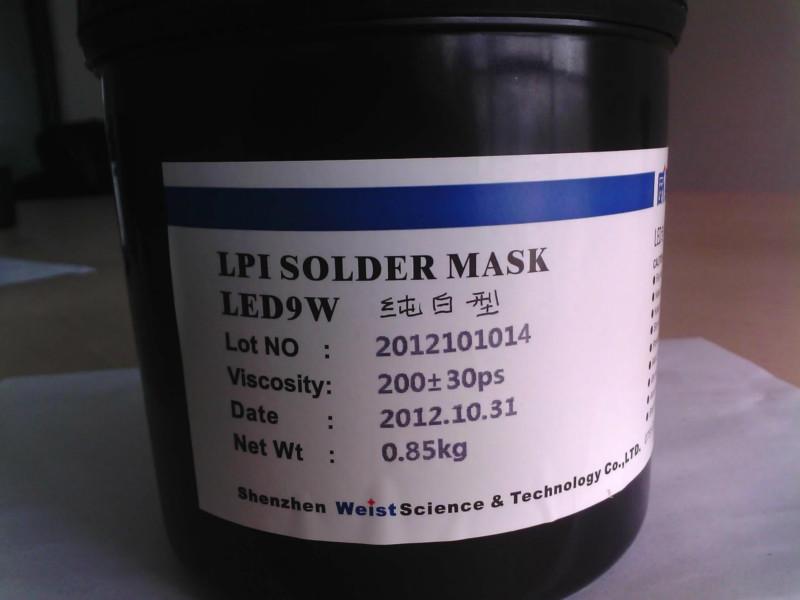 LPI SOLDER MASK
LED9W 纯白型
Lot NO : 2012101014
Viscosity: 200±30ps
Date : 2012.10.31
Net Wt : 0.85kg
Shenzhen Weist Science & Technology Co.,LTD.